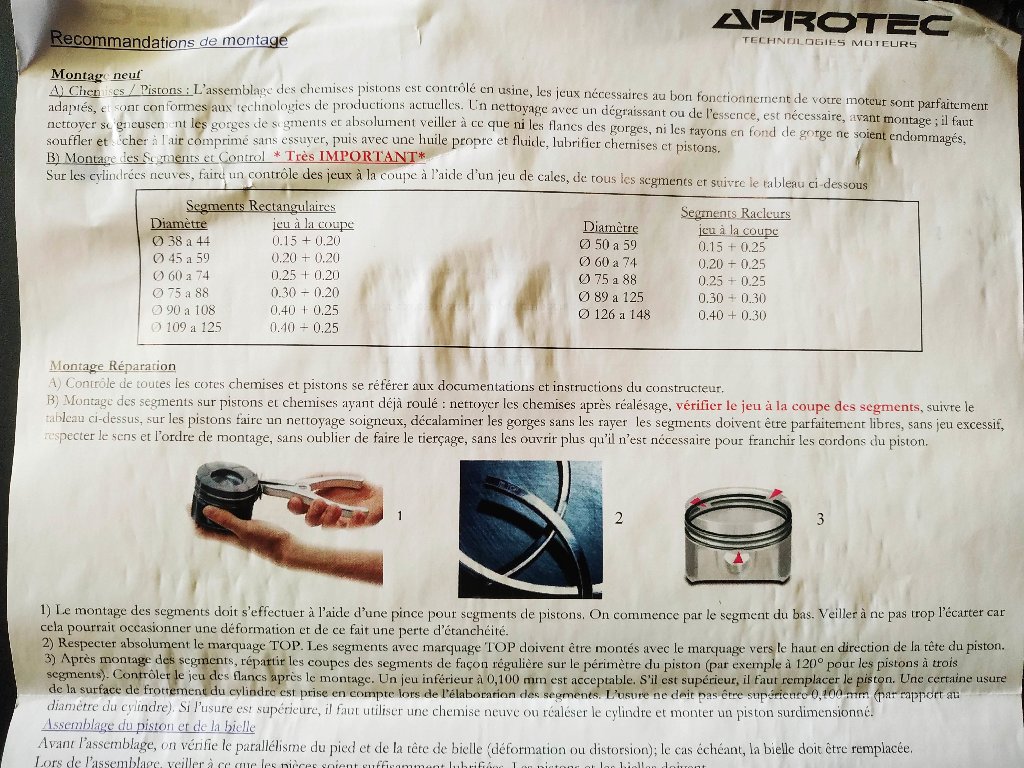 Recommandations de montage
APROTEC
TECHNOLOGIES MOTEURS
Montage neuf
A) Chemises / Pistons : L'assemblage des chemises pistons est contrôlé en usine, les jeux nécessaires au bon fonctionnement de votre moteur sont parfaitement
adaptés, et sont conformes aux technologies de productions actuelles. Un nettoyage avec un dégraissant ou de l'essence, est nécessaire, avant montage ; il faut
nettoyer soigneusement les gorges de segments et absolument veiller à ce que ni les flancs des gorges, ni les rayons en fond de gorge ne soient endommagés,
souffler et sécher à l'air comprimé sans essuyer, puis avec une huile propre et fluide, lubrifier chemises et pistons.
B) Montage des Segments et Control * Très IMPORTANT*
Sur les cylindrées neuves, faire un contrôle des jeux à la coupe à l'aide d'un jeu de cales, de tous les segments et suivre le tableau ci-dessous
Segments Rectangulaires
Diamètre jeu à la coupe
Ø 38 a 44 0.15 + 0.20
Ø 45 a 59 0.20 + 0.20
Ø 60 a 74 0.25 + 0.20
Ø 75 a 88 0.30 + 0.20
Ø 90 a 108 0.40 + 0.25
Ø 109 a 125 0.40 + 0.25
Segments Racleurs
Diamètre jeu à la coupe
Ø 50 a 59 0.15 + 0.25
Ø 60 a 74 0.20 + 0.25
Ø 75 a 88 0.25 + 0.25
Ø 89 a 125 0.30 + 0.30
Ø 126 a 148 0.40 + 0.30
Montage Réparation
A) Contrôle de toutes les cotes chemises et pistons se référer aux documentations et instructions du constructeur.
B) Montage des segments sur pistons et chemises ayant déjà roulé : nettoyer les chemises après réalésage, vérifier le jeu à la coupe des segments, suivre le
tableau ci-dessus, sur les pistons faire un nettoyage soigneux, décalaminer les gorges sans les rayer les segments doivent être parfaitement libres, sans jeu excessif,
respecter le sens et l'ordre de montage, sans oublier de faire le tierçage, sans les ouvrir plus qu'il n'est nécessaire pour franchir les cordons du piston.
1
2
3
1) Le montage des segments doit s'effectuer à l'aide d'une pince pour segments de pistons. On commence par le segment du bas. Veiller à ne pas trop l'écarter car
cela pourrait occasionner une déformation et de ce fait une perte d'étanchéité.
2) Respecter absolument le marquage TOP. Les segments avec marquage TOP doivent être montés avec le marquage vers le haut en direction de la tête du piston.
3) Après montage des segments, répartir les coupes des segments de façon régulière sur le périmètre du piston (par exemple à 120° pour les pistons à trois
segments). Contrôler le jeu des flancs après le montage. Un jeu inférieur à 0,100 mm est acceptable. S'il est supérieur, il faut remplacer le piston. Une certaine usure
de la surface de frottement du cylindre est prise en compte lors de l'élaboration des segments. L'usure ne doit pas être supérieure 0,100 mm (par rapport au
diamètre du cylindre). Si l'usure est supérieure, il faut utiliser une chemise neuve ou réaléser le cylindre et monter un piston surdimensionné.
Assemblage du piston et de la bielle
Avant l'assemblage, on vérifie le parallélisme du pied et de la tête de bielle (déformation ou distorsion); le cas échéant, la bielle doit être remplacée.
Lors de l'assemblage, veiller à ce que les pièces soient suffisamment lubrifiées. Les pistons et les bielles doivent